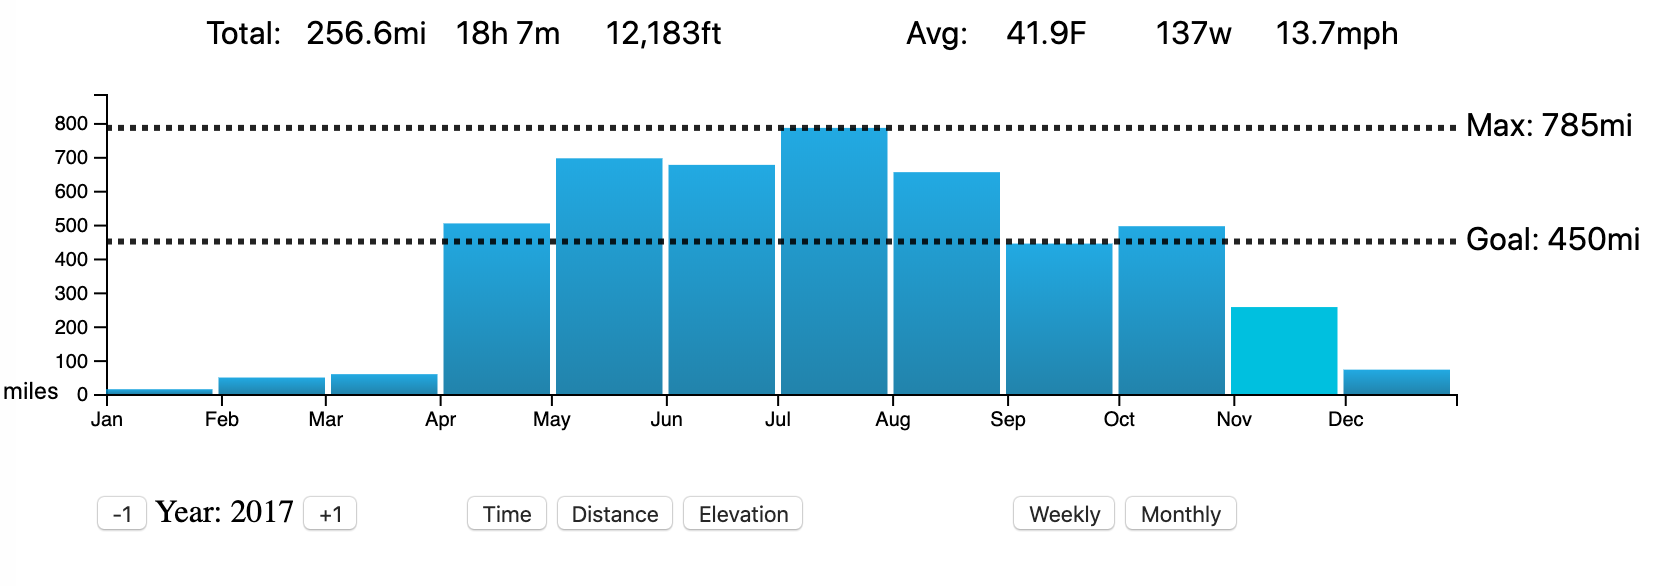 Total: 256.6mi 18h 7m 12,183ft Avg: 41.9F 137w 13.7mph
800
Max: 785mi
700
600
500
Goal: 450mi
400
300
200
100
miles 0
Jan Feb Mar Apr May Jun Jul Aug Sep Oct Nov Dec
-1 Year: 2017 +1 Time Distance Elevation Weekly Monthly